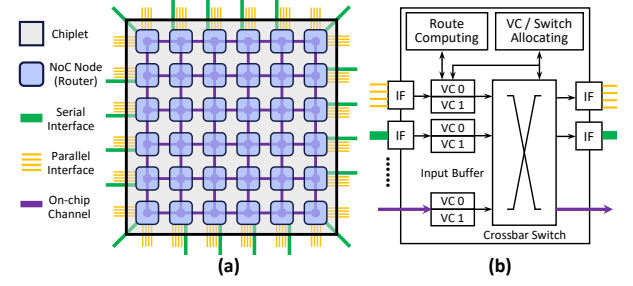 Chiplet
NoC Node
(Router)
Serial
Interface
Parallel
Interface
On-chip
Channel
(a)
Route
Computing
VC / Switch
Allocating
IF
VC 0
VC 1
IF
IF
VC 0
VC 1
IF
Input Buffer
VC 0
VC 1
Crossbar Switch
(b)